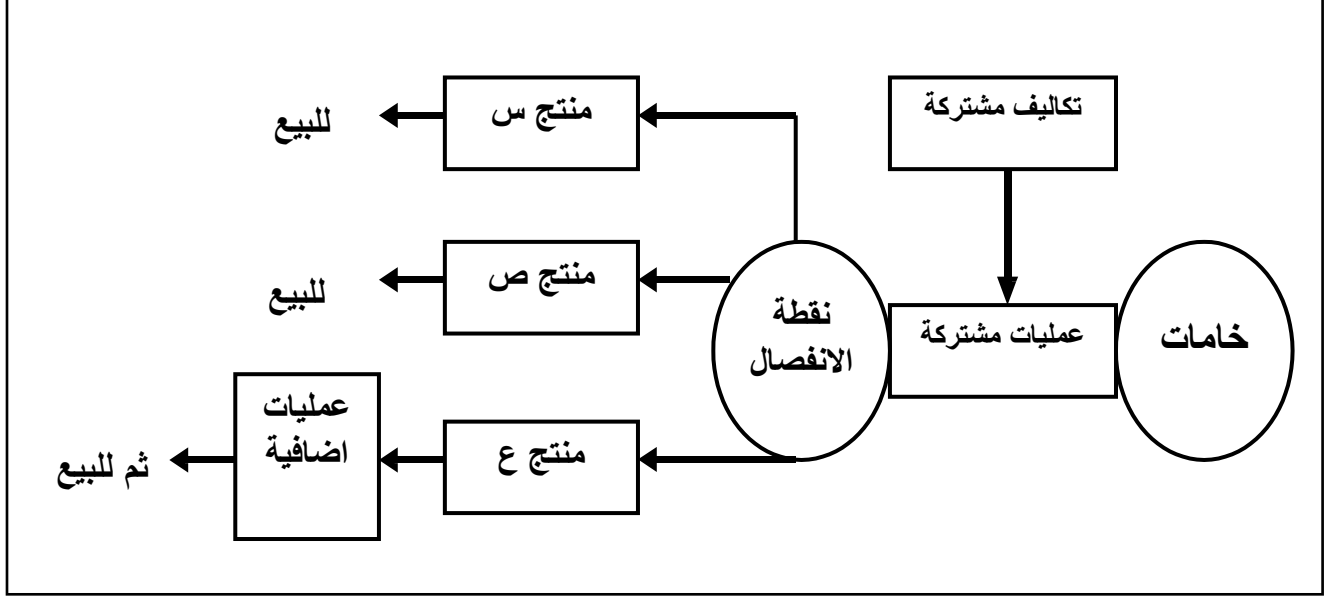 تكاليف مشتركة
منتج س
للبيع
خامات
عمليات مشتركة
نقطة
الانفصال
منتج ص
للبيع
منتج ع
عمليات
اضافية
ثم للبيع